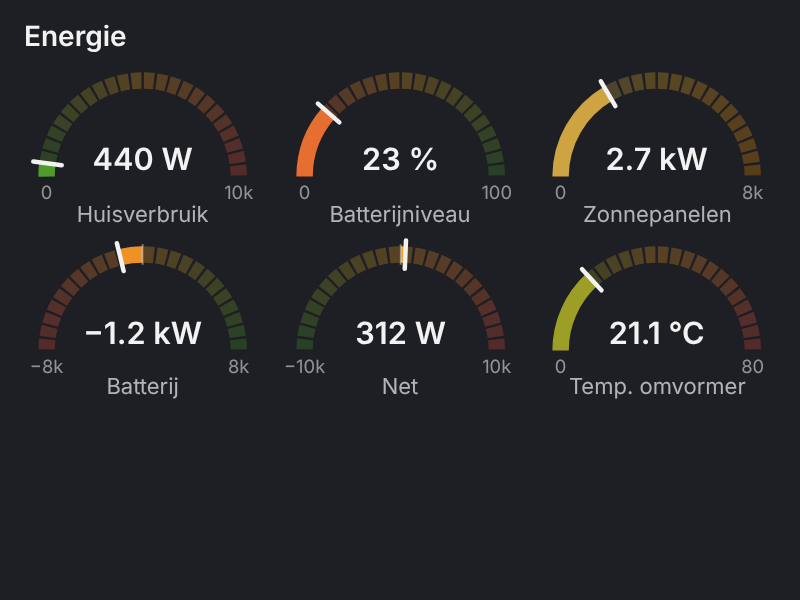 Energie
440 W
23 %
2.7 kW
0
10k
0
100
0
8k
Huisverbruik
Batterijniveau
Zonnepanelen
−1.2 kW
312 W
21.1 °C
−8k
8k
−10k
10k
0
80
Batterij
Net
Temp. omvormer